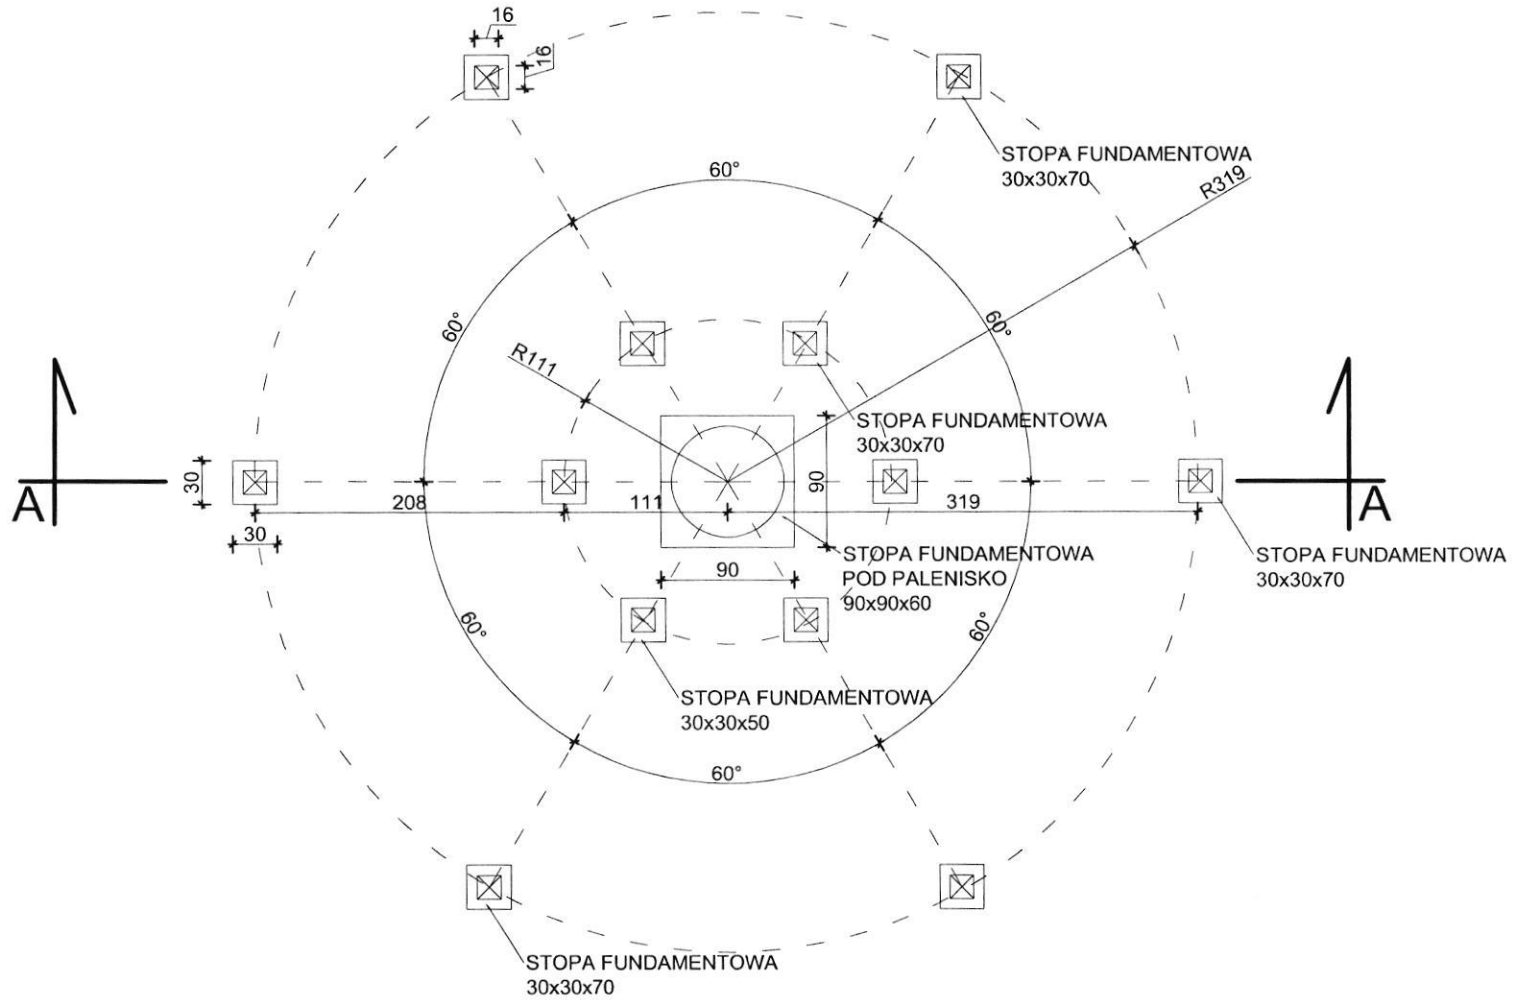 16
16
STOPA FUNDAMENTOWA
30x30x70
60°
R319
60°
60°
R111
STOPA FUNDAMENTOWA
30x30x70
30
90
A
208
111
319
A
30
STOPA FUNDAMENTOWA
POD PALENISKO
90x90x60
STOPA FUNDAMENTOWA
30x30x70
90
60°
60°
STOPA FUNDAMENTOWA
30x30x50
60°
STOPA FUNDAMENTOWA
30x30x70